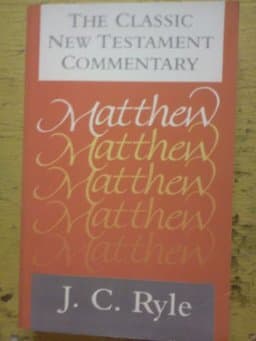 THE CLASSIC
NEW TESTAMENT
COMMENTARY
Matthew
Matthew
Matthew
Matthew
Matthew
J. C. Ryle